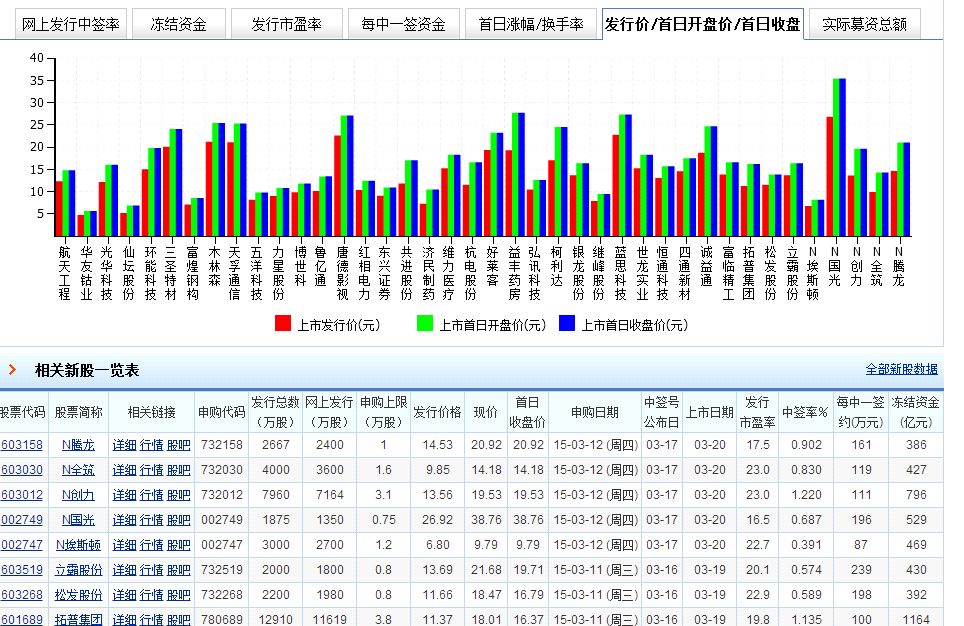 网上发行中签率 冻结资金 发行市盈率 每中一签资金 首日涨幅/换手率 发行价/首日开盘价/首日收盘 实际募资总额
40
35
30
25
20
15
10
5
航天工程 华友钴业 光华科技 仙坛股份 环能科技 三圣特材 富煌钢构 木林森 天孚通信 五洋科技 力星股份 博世科 鲁亿通 唐德影视 红相电力 东兴证券 共进股份 济民制药 维力医疗 杭电股份 好莱客 益丰药房 弘讯科技 柯利达 银龙股份 继峰股份 蓝思科技 世龙实业 恒通科技 四通新材 诚益通 富临精工 拓普集团 松发股份 立霸股份 N埃斯顿 N国光 N创力 N全筑 N腾龙
上市发行价(元) 上市首日开盘价(元) 上市首日收盘价(元)
相关新股一览表 全部新股数据
股票代码 股票简称 相关链接 申购代码 发行总数（万股） 网上发行（万股） 申购上限（万股） 发行价格 现价 首日收盘价 申购日期 中签号公布日 上市日期 发行市盈率 中签率% 每中一签约(万元) 冻结资金（亿元）
603158 N腾龙 详细 行情 股吧 732158 2667 2400 1 14.53 20.92 20.92 15-03-12 (周四) 03-17 03-20 17.5 0.902 161 386
603030 N全筑 详细 行情 股吧 732030 4000 3600 1.6 9.85 14.18 14.18 15-03-12 (周四) 03-17 03-20 23.0 0.830 119 427
603012 N创力 详细 行情 股吧 732012 7960 7164 3.1 13.56 19.53 19.53 15-03-12 (周四) 03-17 03-20 23.0 1.220 111 796
002749 N国光 详细 行情 股吧 002749 1875 1350 0.75 26.92 38.76 38.76 15-03-12 (周四) 03-17 03-20 16.5 0.687 196 529
002747 N埃斯顿 详细 行情 股吧 002747 3000 2700 1.2 6.80 9.79 9.79 15-03-12 (周四) 03-17 03-20 22.7 0.391 87 469
603519 立霸股份 详细 行情 股吧 732519 2000 1800 0.8 13.69 21.68 19.71 15-03-11 (周三) 03-16 03-19 20.1 0.574 239 430
603268 松发股份 详细 行情 股吧 732268 2200 1980 0.8 11.66 18.47 16.79 15-03-11 (周三) 03-16 03-19 22.9 0.589 198 392
601689 拓普集团 详细 行情 股吧 780689 12910 11619 3.8 11.37 18.01 16.37 15-03-11 (周三) 03-16 03-19 19.8 1.135 100 1164